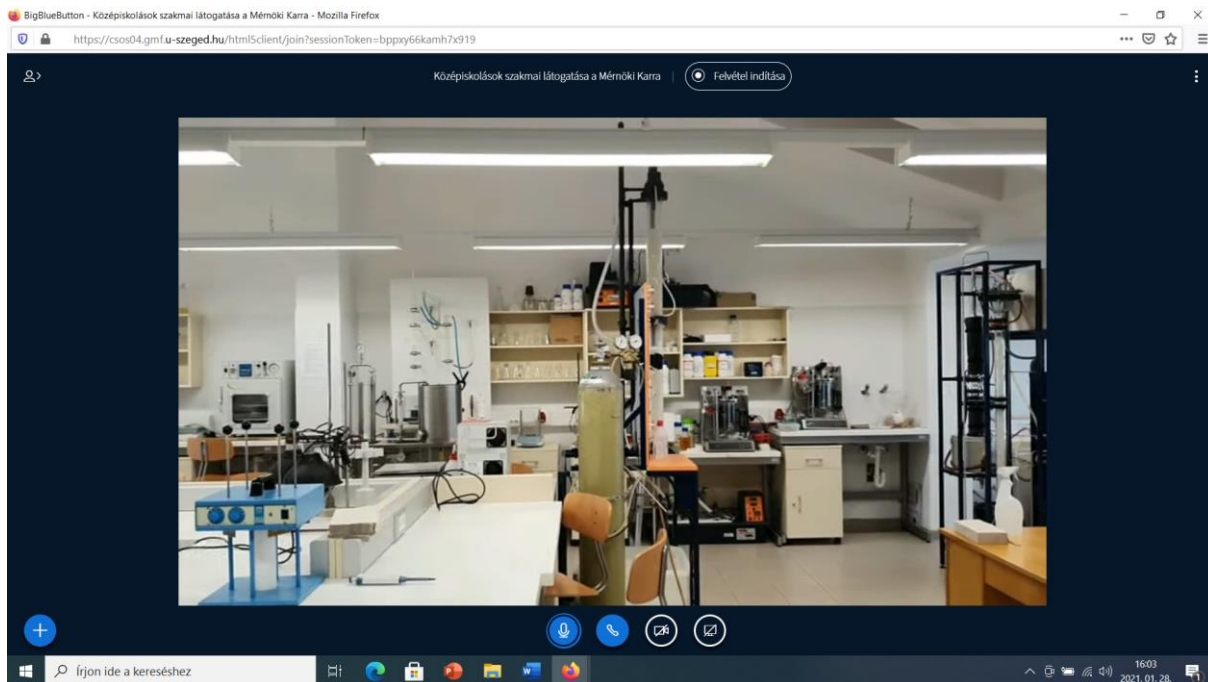 BigBlueButton - Középiskolások szakmai látogatása a Mérnöki Karra - Mozilla Firefox
https://csos04.gmf.u-szeged.hu/html5client/join?sessionToken=bppxy66kamh7x919
Középiskolások szakmai látogatása a Mérnöki Karra
Felvétel indítása
Írjon ide a kereséshez
16:03
2021. 01. 28.
1